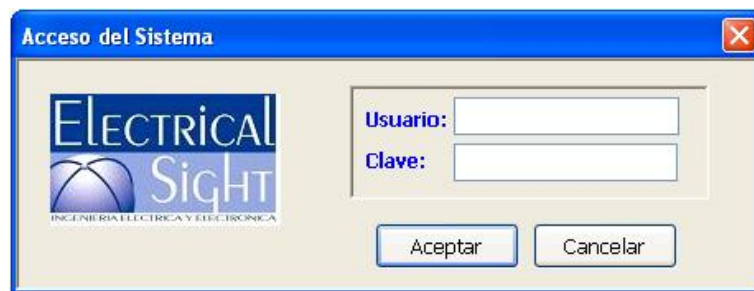 Acceso del Sistema
ELECTRICAL
SIGHT
INGENIERIA ELECTRICA Y ELECTRONICA
Usuario:
Clave:
Aceptar
Cancelar